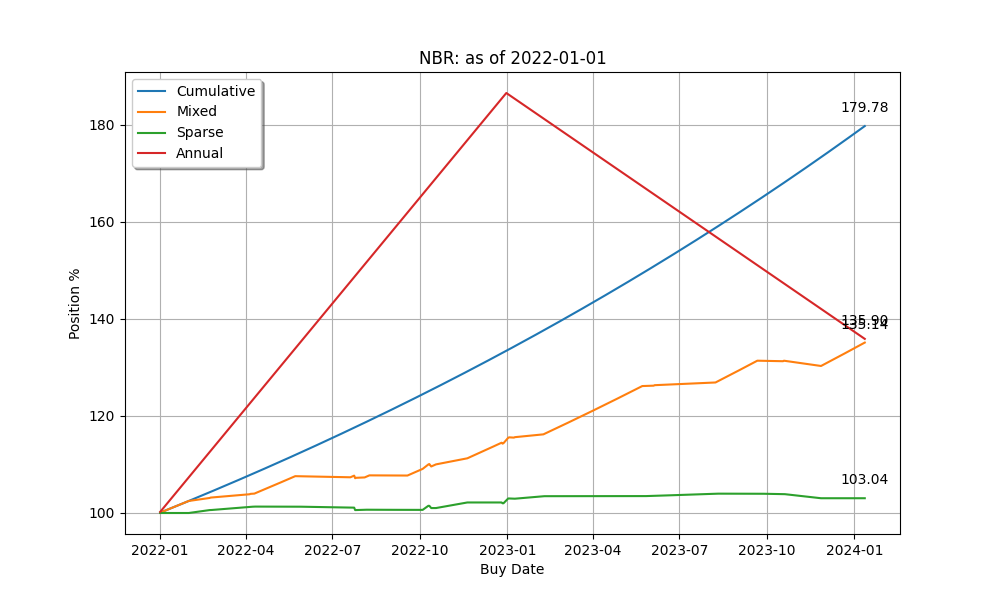 NBR: as of 2022-01-01
Cumulative
Mixed
Sparse
Annual
179.78
135.90
135.14
103.04
180
160
140
120
100
Position %
2022-01
2022-04
2022-07
2022-10
2023-01
2023-04
2023-07
2023-10
2024-01
Buy Date